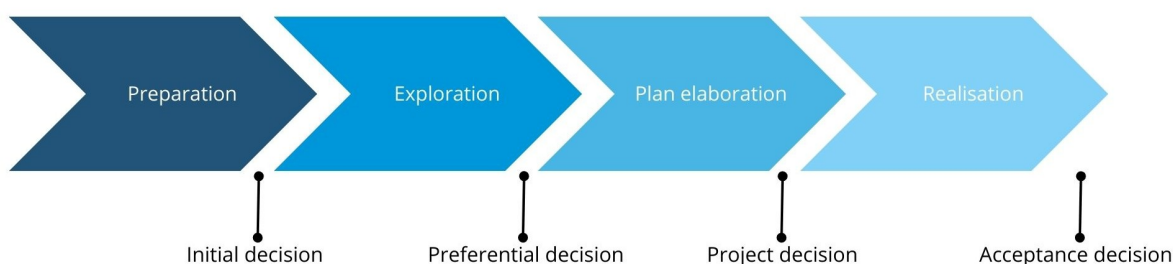 Preparation
Exploration
Plan elaboration
Realisation
Initial decision
Preferential decision
Project decision
Acceptance decision